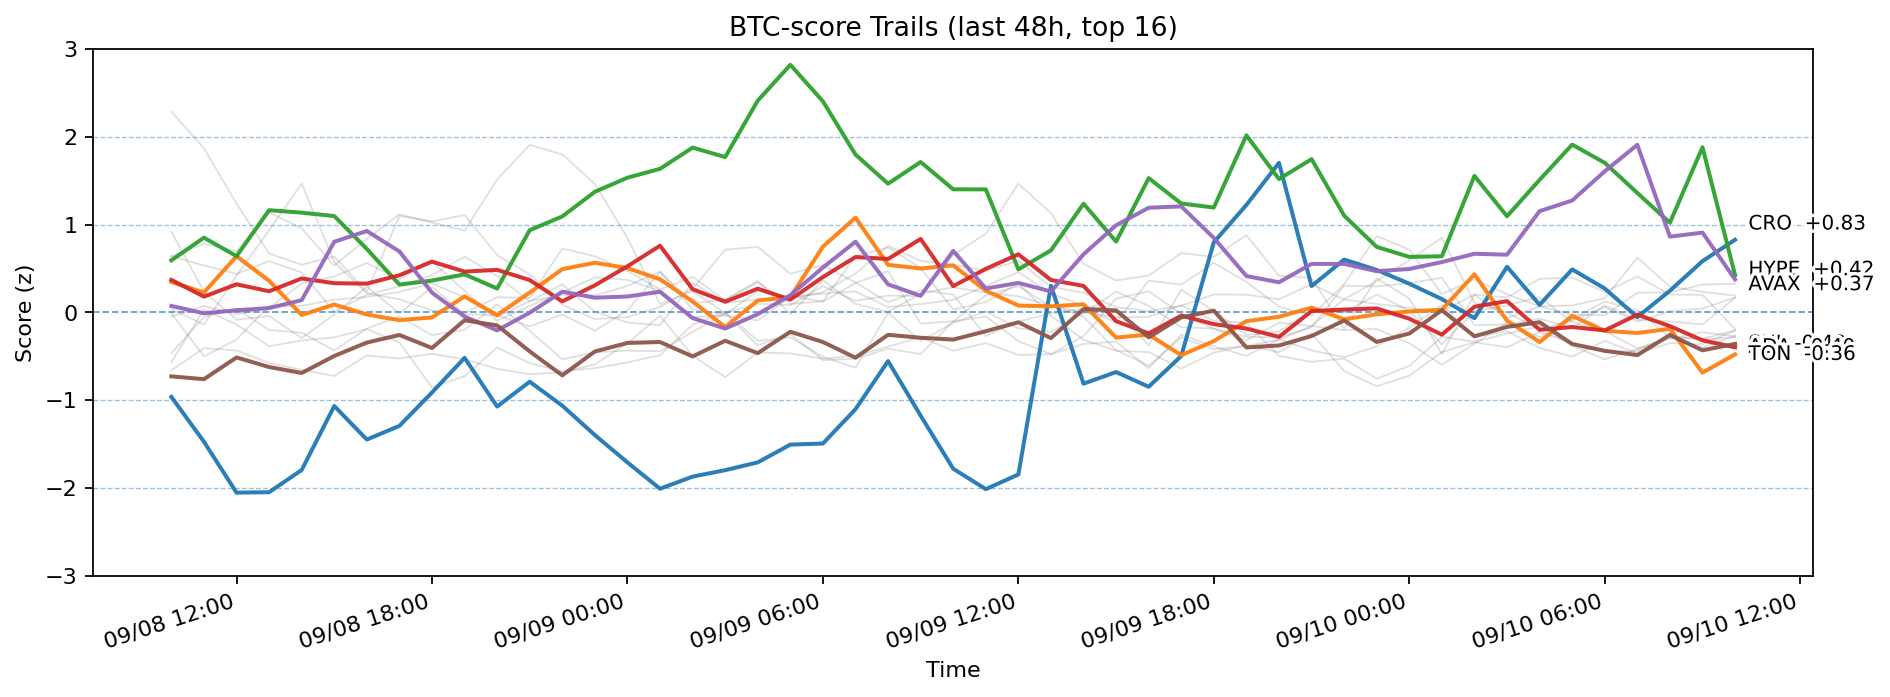 BTC-score Trails (last 48h, top 16)
Score (z)
3
2
1
0
−1
−2
−3
CRO +0.83
HYPE +0.42
AVAX +0.37
TON -0.36
09/08 12:00
09/08 18:00
09/09 00:00
09/09 06:00
09/09 12:00
09/09 18:00
09/10 00:00
09/10 06:00
09/10 12:00
Time